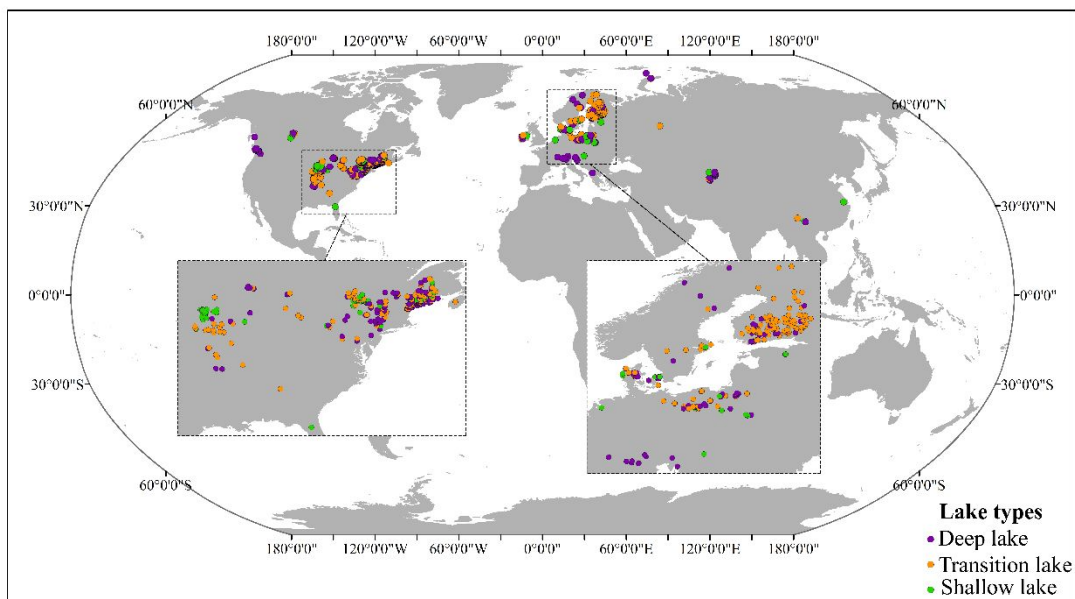 180°0'0" 120°0'0"W 60°0'0"W 0°0'0" 60°0'0"E 120°0'0"E 180°0'0"
60°0'0"N 60°0'0"N
30°0'0"N 30°0'0"N
0°0'0" 0°0'0"
30°0'0"S 30°0'0"S
60°0'0"S 60°0'0"S
180°0'0" 120°0'0"W 60°0'0"W 0°0'0" 60°0'0"E 120°0'0"E 180°0'0"
Lake types
Deep lake
Transition lake
Shallow lake